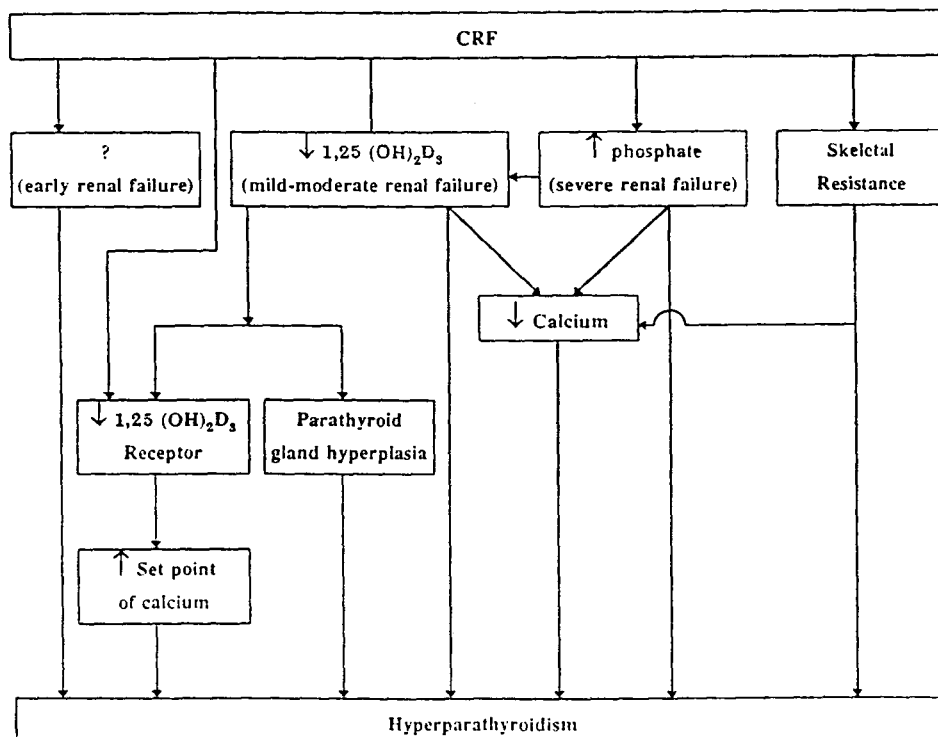 CRF
?
(early renal failure)
↓ 1,25 (OH)₂D₃
(mild-moderate renal failure)
↑ phosphate
(severe renal failure)
Skeletal
Resistance
↓ Calcium
↓ 1,25 (OH)₂D₃
Receptor
Parathyroid
gland hyperplasia
↑ Set point
of calcium
Hyperparathyroidism